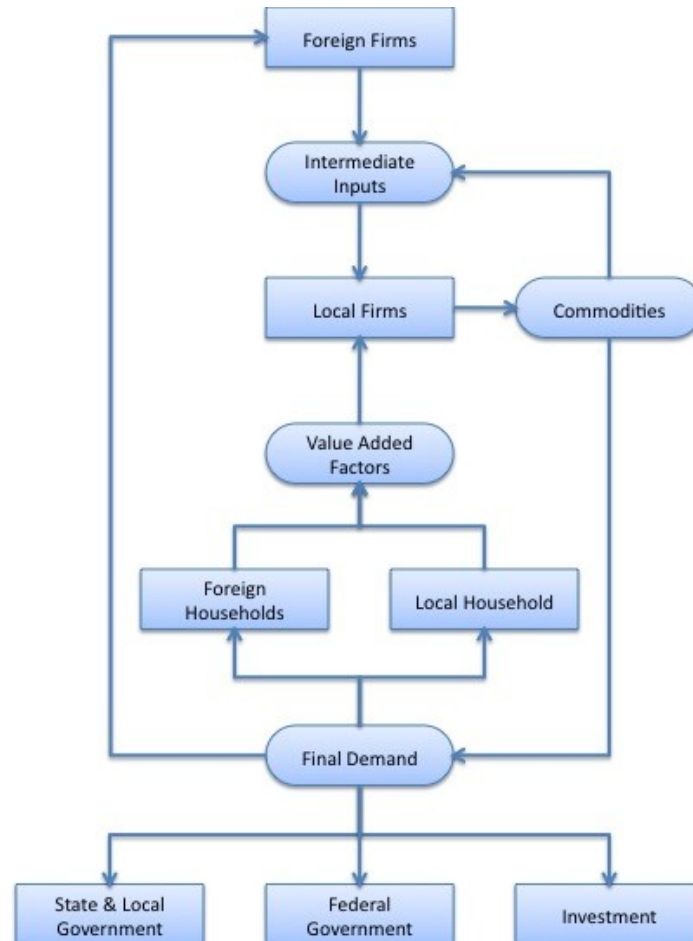 Foreign Firms
Intermediate
Inputs
Local Firms
Commodities
Value Added
Factors
Foreign
Households
Local Household
Final Demand
State & Local
Government
Federal
Government
Investment